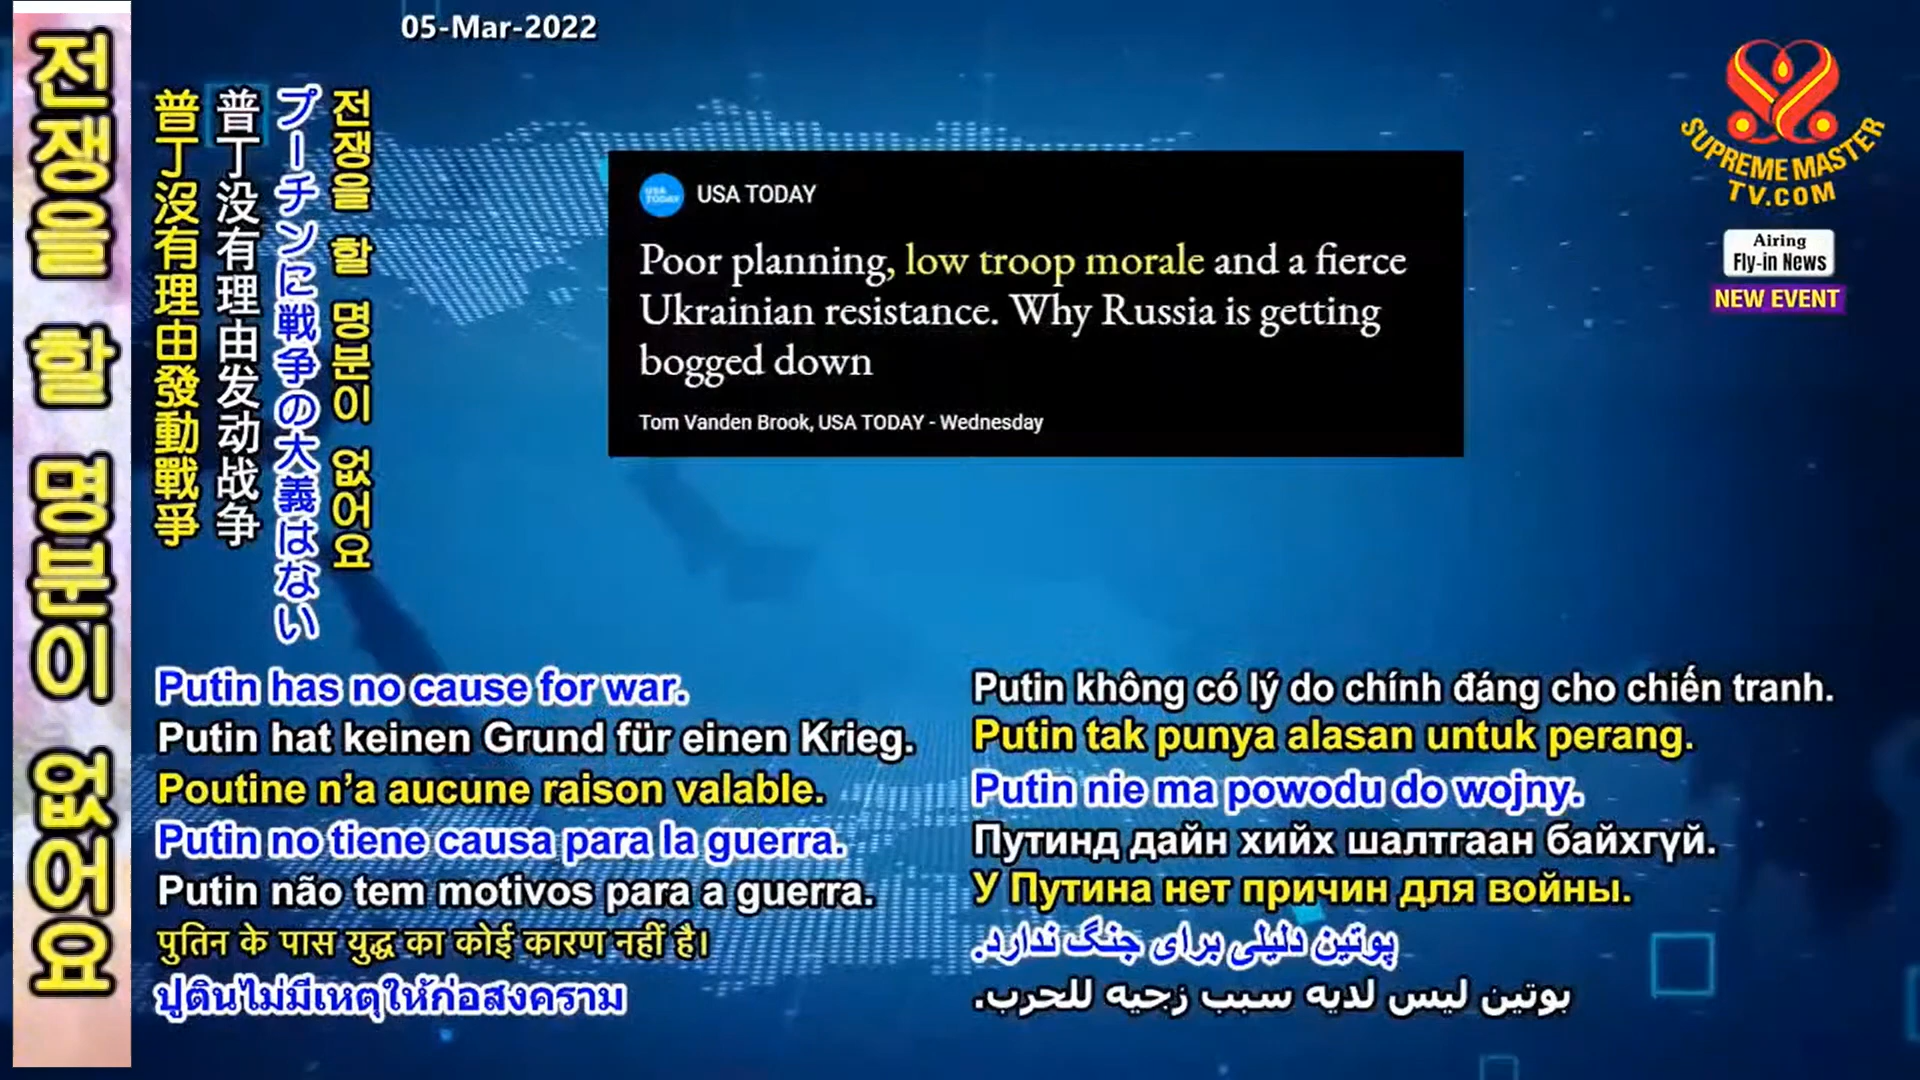 05-Mar-2022
전쟁을 할 명분이 없어요
普丁沒有理由發動戰爭
普丁没有理由发动战争
プーチンに戦争の大義はない
전쟁을 할 명분이 없어요
USA TODAY
USA TODAY
Poor planning, low troop morale and a fierce
Ukrainian resistance. Why Russia is getting
bogged down
Tom Vanden Brook, USA TODAY - Wednesday
SUPREME MASTER
TV.COM
Airing
Fly-in News
NEW EVENT
Putin has no cause for war.
Putin hat keinen Grund für einen Krieg.
Poutine n’a aucune raison valable.
Putin no tiene causa para la guerra.
Putin não tem motivos para a guerra.
पुतिन के पास युद्ध का कोई कारण नहीं है।
ปูตินไม่มีเหตุให้ก่อสงคราม
Putin không có lý do chính đáng cho chiến tranh.
Putin tak punya alasan untuk perang.
Putin nie ma powodu do wojny.
Путинд дайн хийх шалтгаан байхгүй.
У Путина нет причин для войны.
پوتین دلیلی برای جنگ ندارد.
بوتين ليس لديه سبب زجيه للحرب.